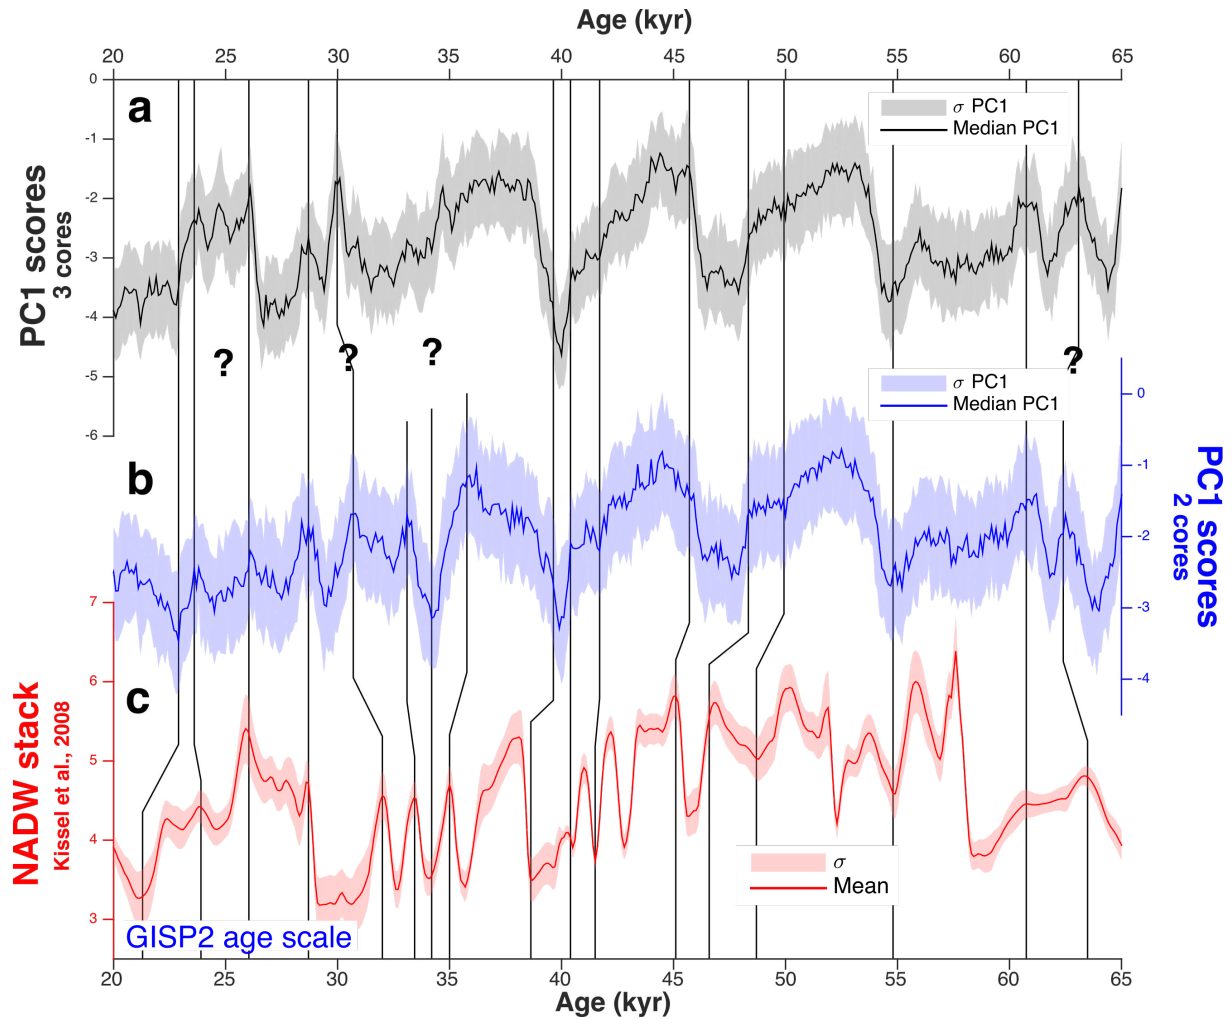 Age (kyr)
20 25 30 35 40 45 50 55 60 65
0
-1
-2
-3
-4
-5
-6
PC1 scores
3 cores
a
σ PC1
Median PC1
? ? ? ?
σ PC1
Median PC1
b
0
-1
-2
-3
-4
PC1 scores
2 cores
7
6
5
4
3
NADW stack
Kissel et al., 2008
c
σ
Mean
GISP2 age scale
20 25 30 35 40 45 50 55 60 65
Age (kyr)